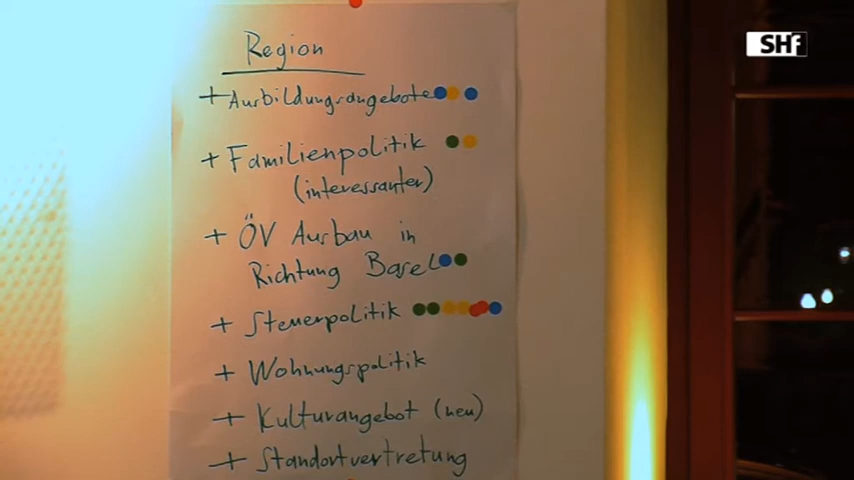 SHf
Region
+ Ausbildungsangebote
+ Familienpolitik
(interessanter)
+ ÖV Ausbau in
Richtung Basel
+ Steuerpolitik
+ Wohnungspolitik
+ Kulturangebot (neu)
+ Standortvertretung